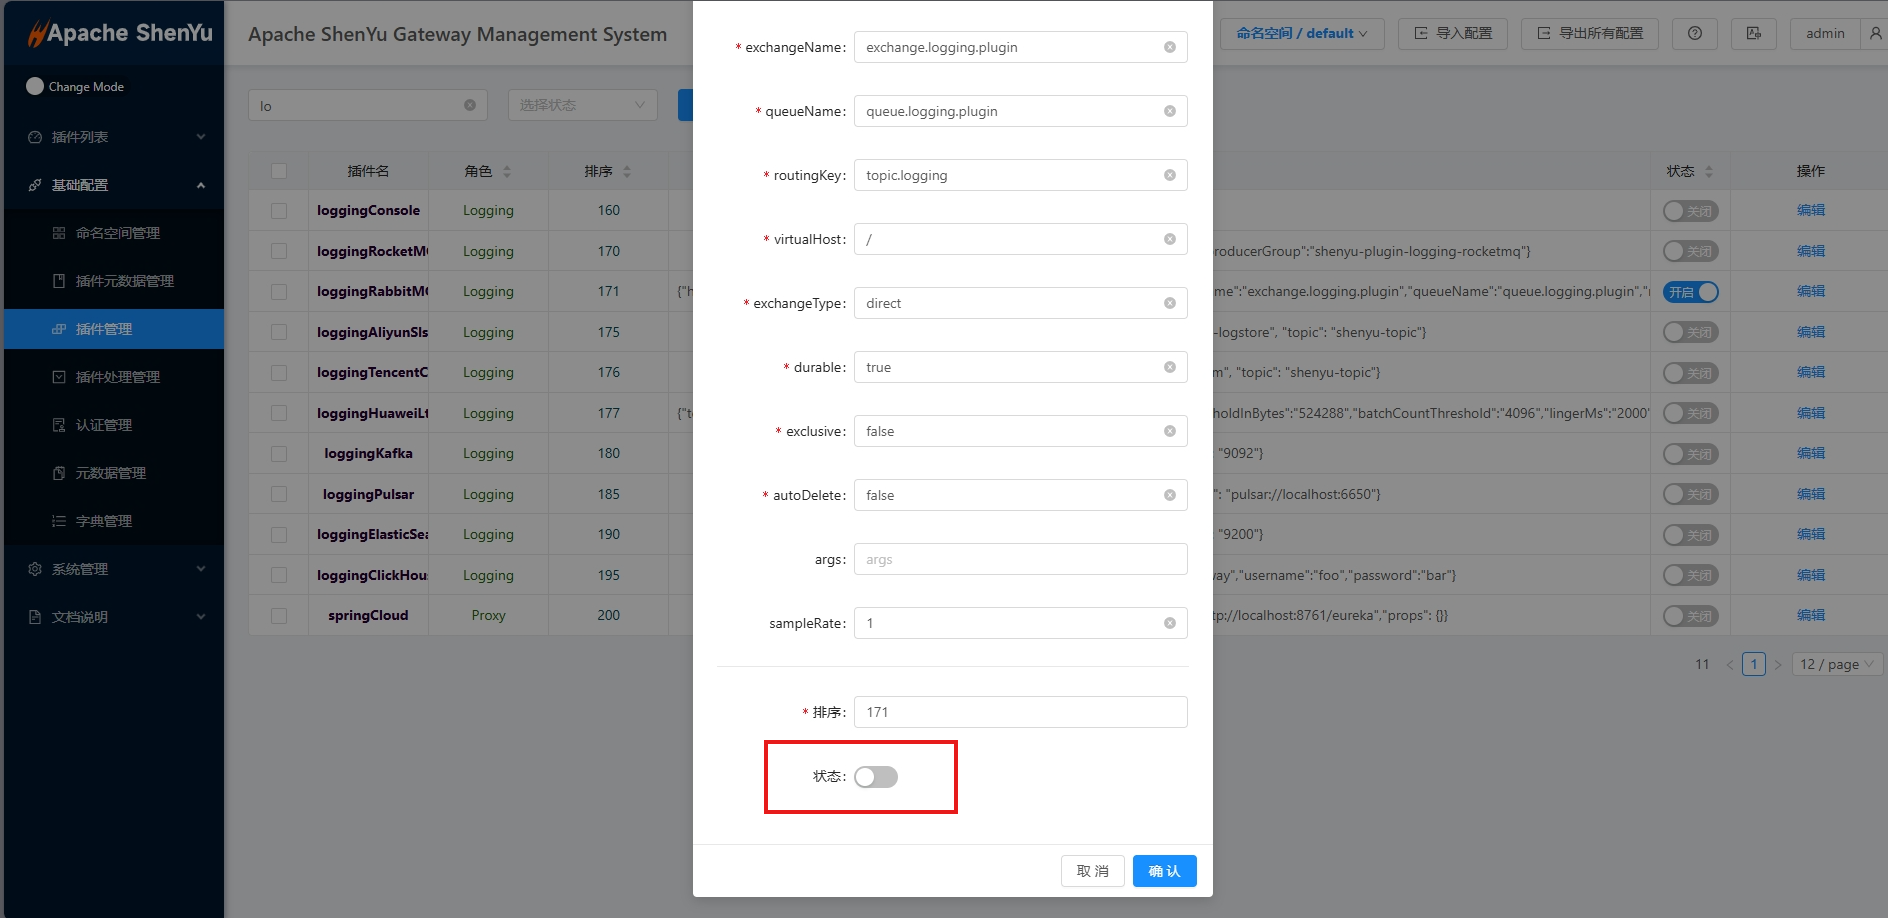 Apache ShenYu
Apache ShenYu Gateway Management System
命名空间 / default
导入配置
导出所有配置
admin
Change Mode
插件列表
基础配置
命名空间管理
插件元数据管理
插件管理
插件处理管理
认证管理
元数据管理
字典管理
系统管理
文档说明
lo
选择状态
插件名 角色 排序 状态 操作
loggingConsole Logging 160 关闭 编辑
loggingRocketM Logging 170 roducerGroup":"shenyu-plugin-logging-rocketmq"} 关闭 编辑
loggingRabbitM Logging 171 {"h me":"exchange.logging.plugin","queueName":"queue.logging.plugin"," 开启 编辑
loggingAliyunSls Logging 175 -logstore", "topic": "shenyu-topic"} 关闭 编辑
loggingTencentC Logging 176 m", "topic": "shenyu-topic"} 关闭 编辑
loggingHuaweiLt Logging 177 {"t holdInBytes":"524288","batchCountThreshold":"4096","lingerMs":"2000" 关闭 编辑
loggingKafka Logging 180 "9092"} 关闭 编辑
loggingPulsar Logging 185 ": "pulsar://localhost:6650"} 关闭 编辑
loggingElasticSea Logging 190 "9200"} 关闭 编辑
loggingClickHou Logging 195 way","username":"foo","password":"bar"} 关闭 编辑
springCloud Proxy 200 tp://localhost:8761/eureka","props": {}} 关闭 编辑
11 < 1 > 12 / page
* exchangeName: exchange.logging.plugin
* queueName: queue.logging.plugin
* routingKey: topic.logging
* virtualHost: /
* exchangeType: direct
* durable: true
* exclusive: false
* autoDelete: false
args: args
sampleRate: 1
* 排序: 171
状态:
取 消 确 认